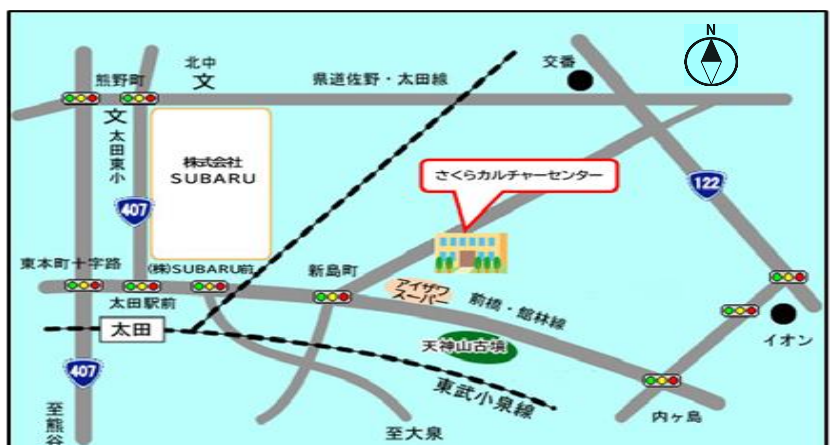 N
北中
文
交番
熊野町
県道佐野・太田線
文
太田東小
株式会社
SUBARU
さくらカルチャーセンター
122
407
東本町十字路
(株)SUBARU前
新島町
アイザワ
スーパー
太田駅前
前橋・館林線
太田
天神山古墳
イオン
407
東武小泉線
至熊谷
至大泉
内ヶ島